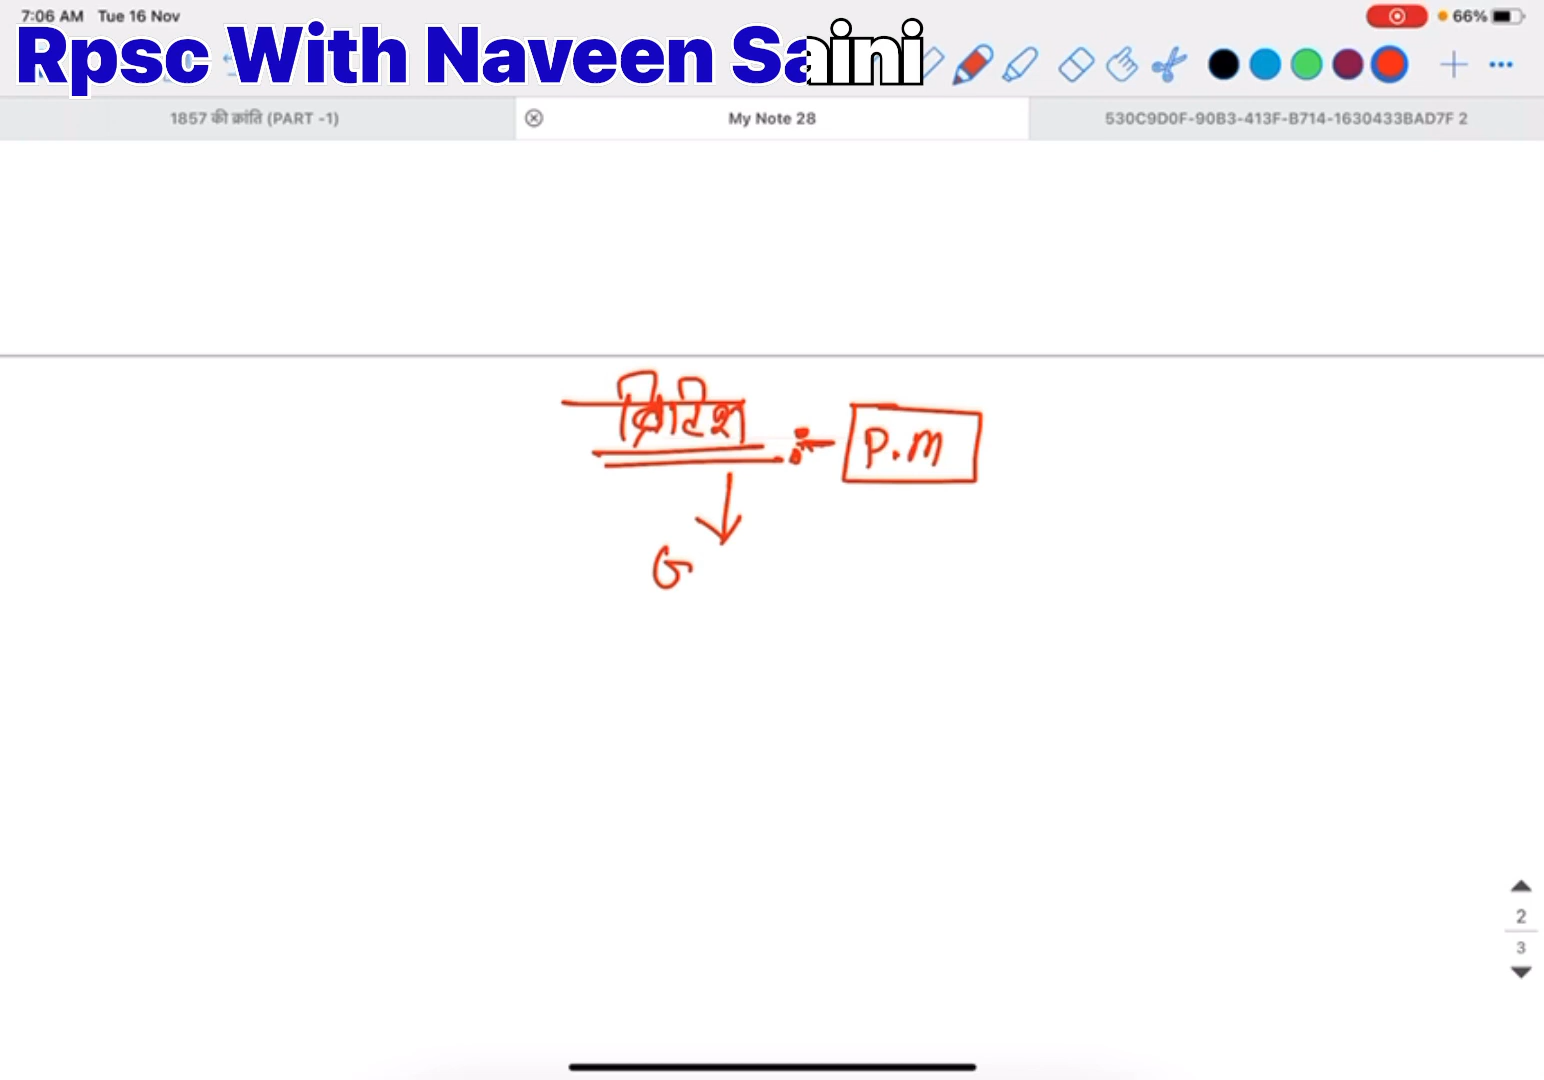 7:06 AM Tue 16 Nov
66%
Rpsc With Naveen Saini
1857 की क्रांति (PART -1)
My Note 28
530C9D0F-90B3-413F-B714-1630433BAD7F 2
ब्रिटिश :- P.M
G
2
3